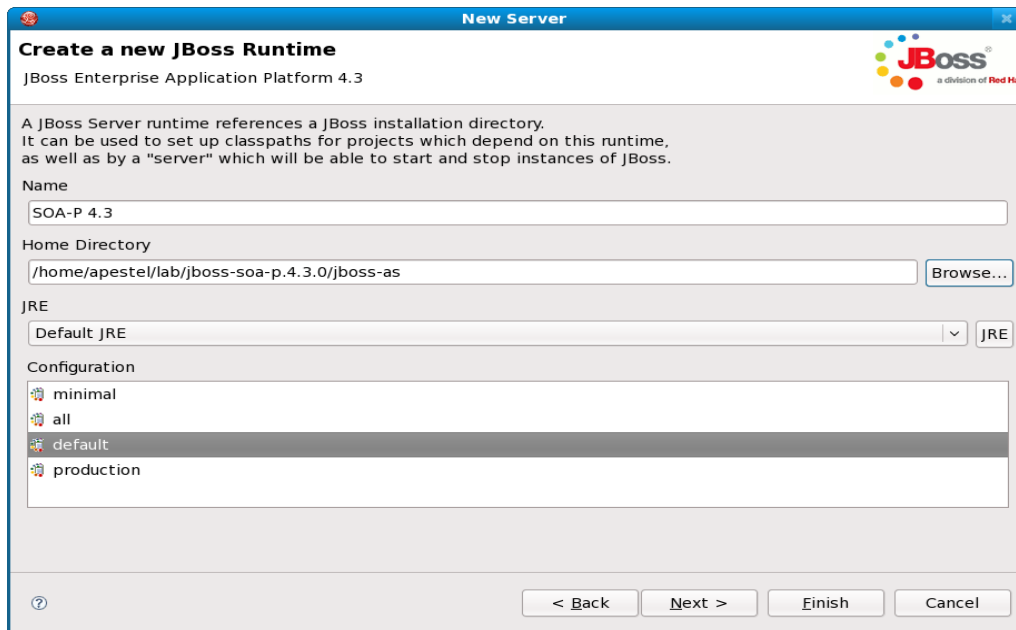 New Server
Create a new JBoss Runtime
JBoss Enterprise Application Platform 4.3
JBoss®
a division of Red Ha
A JBoss Server runtime references a JBoss installation directory.
It can be used to set up classpaths for projects which depend on this runtime,
as well as by a "server" which will be able to start and stop instances of JBoss.
Name
SOA-P 4.3
Home Directory
/home/apestel/lab/jboss-soa-p.4.3.0/jboss-as
Browse...
JRE
Default JRE
JRE
Configuration
minimal
all
default
production
?
< Back
Next >
Finish
Cancel